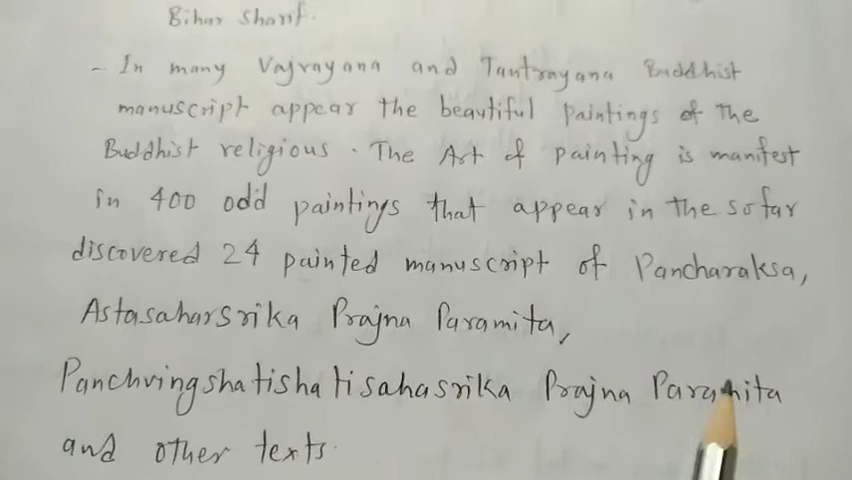 Bihar Sharif.
- In many Vajrayana and Tantrayana Buddhist
manuscript appear the beautiful paintings of the
Buddhist religious. The Art of painting is manifest
in 400 odd paintings that appear in the sofar
discovered 24 painted manuscript of Pancharaksa,
Astasaharsrika Prajna Paramita,
Panchvingshatishatisahasrika Prajna Paramita
and other texts.